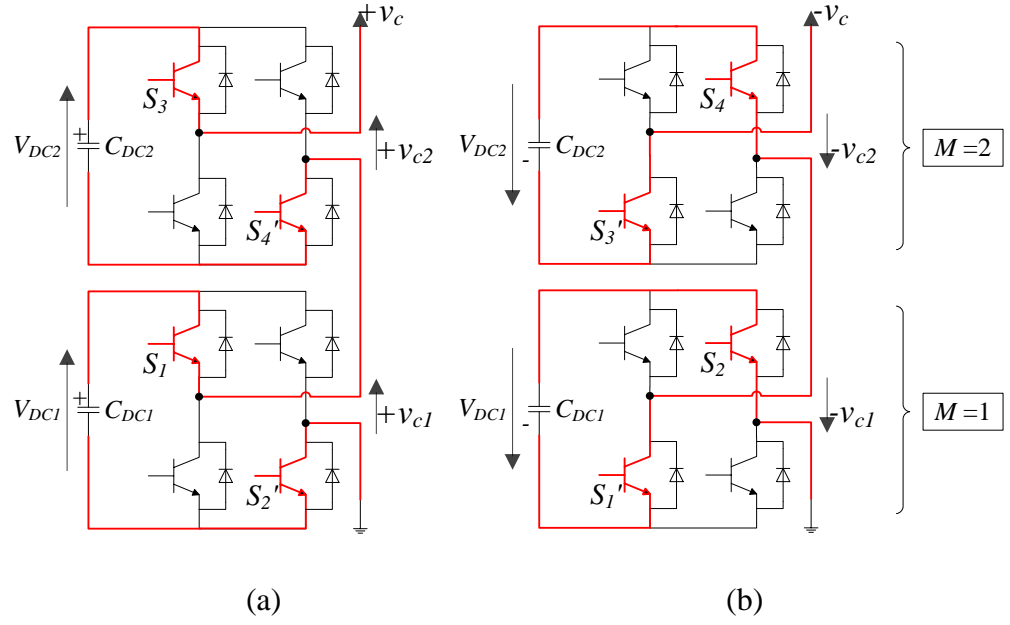 +v_c
S_3
V_DC2
+
C_DC2
+v_c2
S_4'
S_1
V_DC1
+
C_DC1
+v_c1
S_2'
(a)
-v_c
S_4
V_DC2
-
C_DC2
-v_c2
S_3'
M =2
S_2
V_DC1
-
C_DC1
-v_c1
S_1'
M =1
(b)